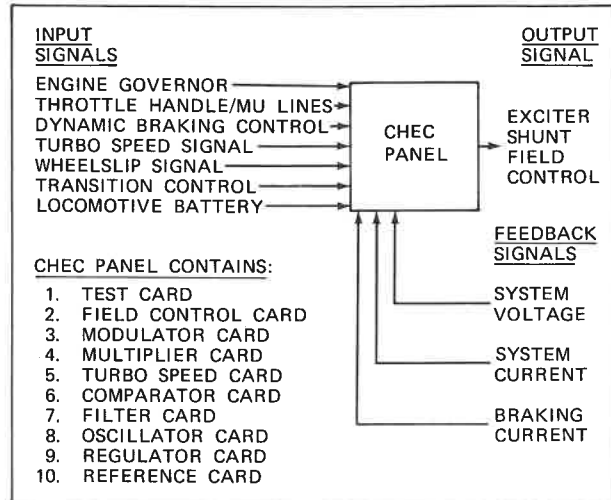 INPUT
SIGNALS
ENGINE GOVERNOR
THROTTLE HANDLE/MU LINES
DYNAMIC BRAKING CONTROL
TURBO SPEED SIGNAL
WHEELSLIP SIGNAL
TRANSITION CONTROL
LOCOMOTIVE BATTERY
CHEC
PANEL
OUTPUT
SIGNAL
EXCITER
SHUNT
FIELD
CONTROL
FEEDBACK
SIGNALS
SYSTEM
VOLTAGE
SYSTEM
CURRENT
BRAKING
CURRENT
CHEC PANEL CONTAINS:
1. TEST CARD
2. FIELD CONTROL CARD
3. MODULATOR CARD
4. MULTIPLIER CARD
5. TURBO SPEED CARD
6. COMPARATOR CARD
7. FILTER CARD
8. OSCILLATOR CARD
9. REGULATOR CARD
10. REFERENCE CARD